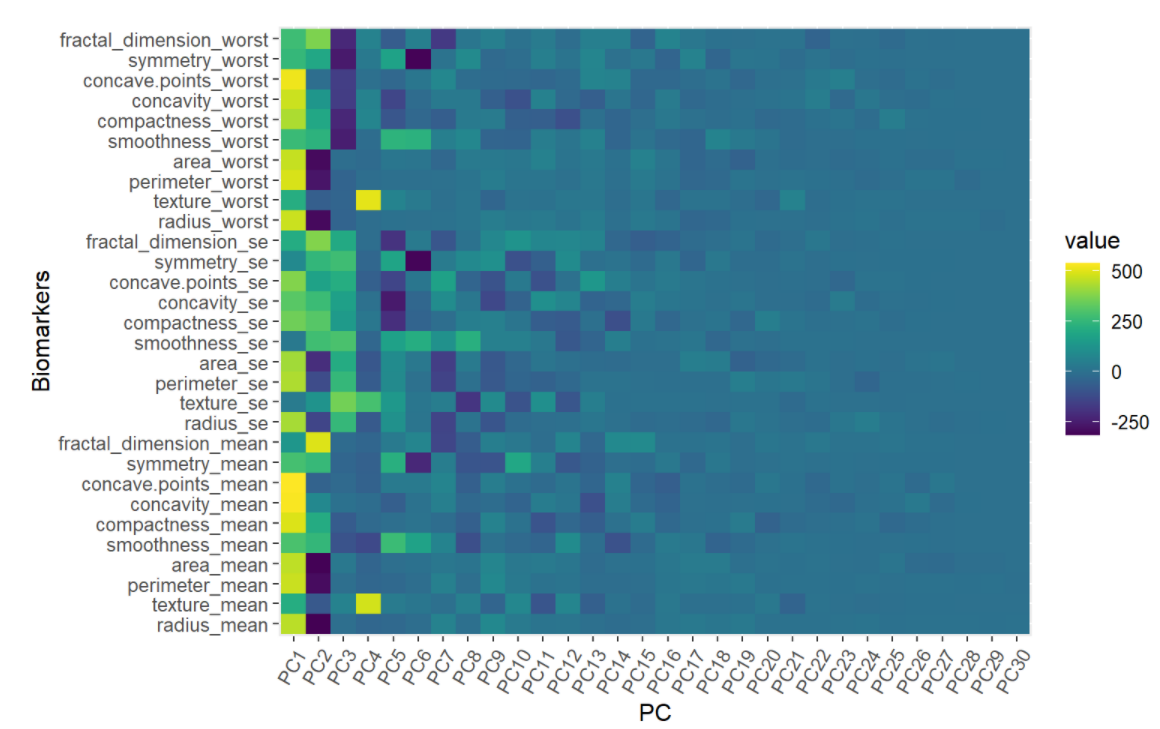 fractal_dimension_worst
symmetry_worst
concave.points_worst
concavity_worst
compactness_worst
smoothness_worst
area_worst
perimeter_worst
texture_worst
radius_worst
fractal_dimension_se
symmetry_se
concave.points_se
concavity_se
compactness_se
smoothness_se
area_se
perimeter_se
texture_se
radius_se
fractal_dimension_mean
symmetry_mean
concave.points_mean
concavity_mean
compactness_mean
smoothness_mean
area_mean
perimeter_mean
texture_mean
radius_mean
Biomarkers
PC1 PC2 PC3 PC4 PC5 PC6 PC7 PC8 PC9 PC10 PC11 PC12 PC13 PC14 PC15 PC16 PC17 PC18 PC19 PC20 PC21 PC22 PC23 PC24 PC25 PC26 PC27 PC28 PC29 PC30
PC
value
500
250
0
-250